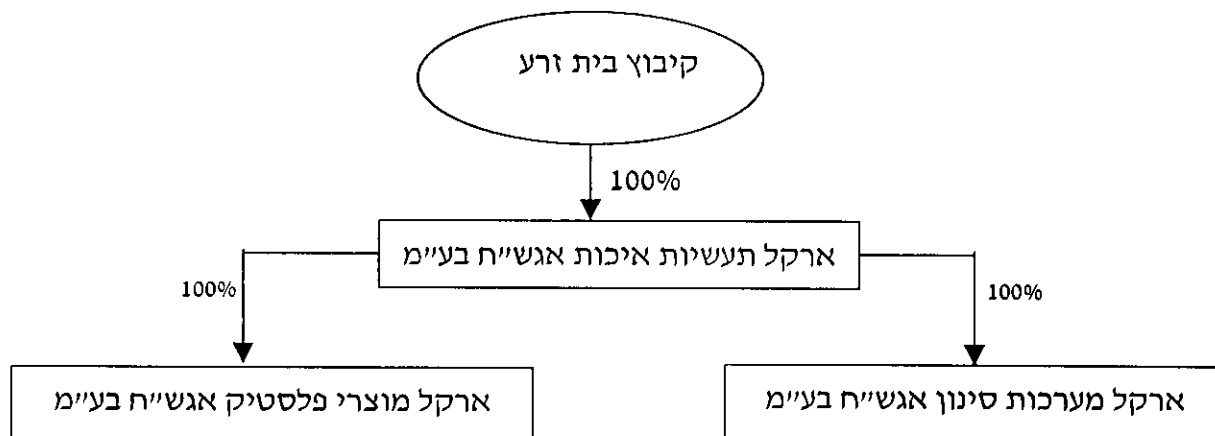 קיבוץ בית זרע
100%
ארקל תעשיות איכות אגש״ח בע״מ
100%
100%
ארקל מערכות סינון אגש״ח בע״מ
ארקל מוצרי פלסטיק אגש״ח בע״מ